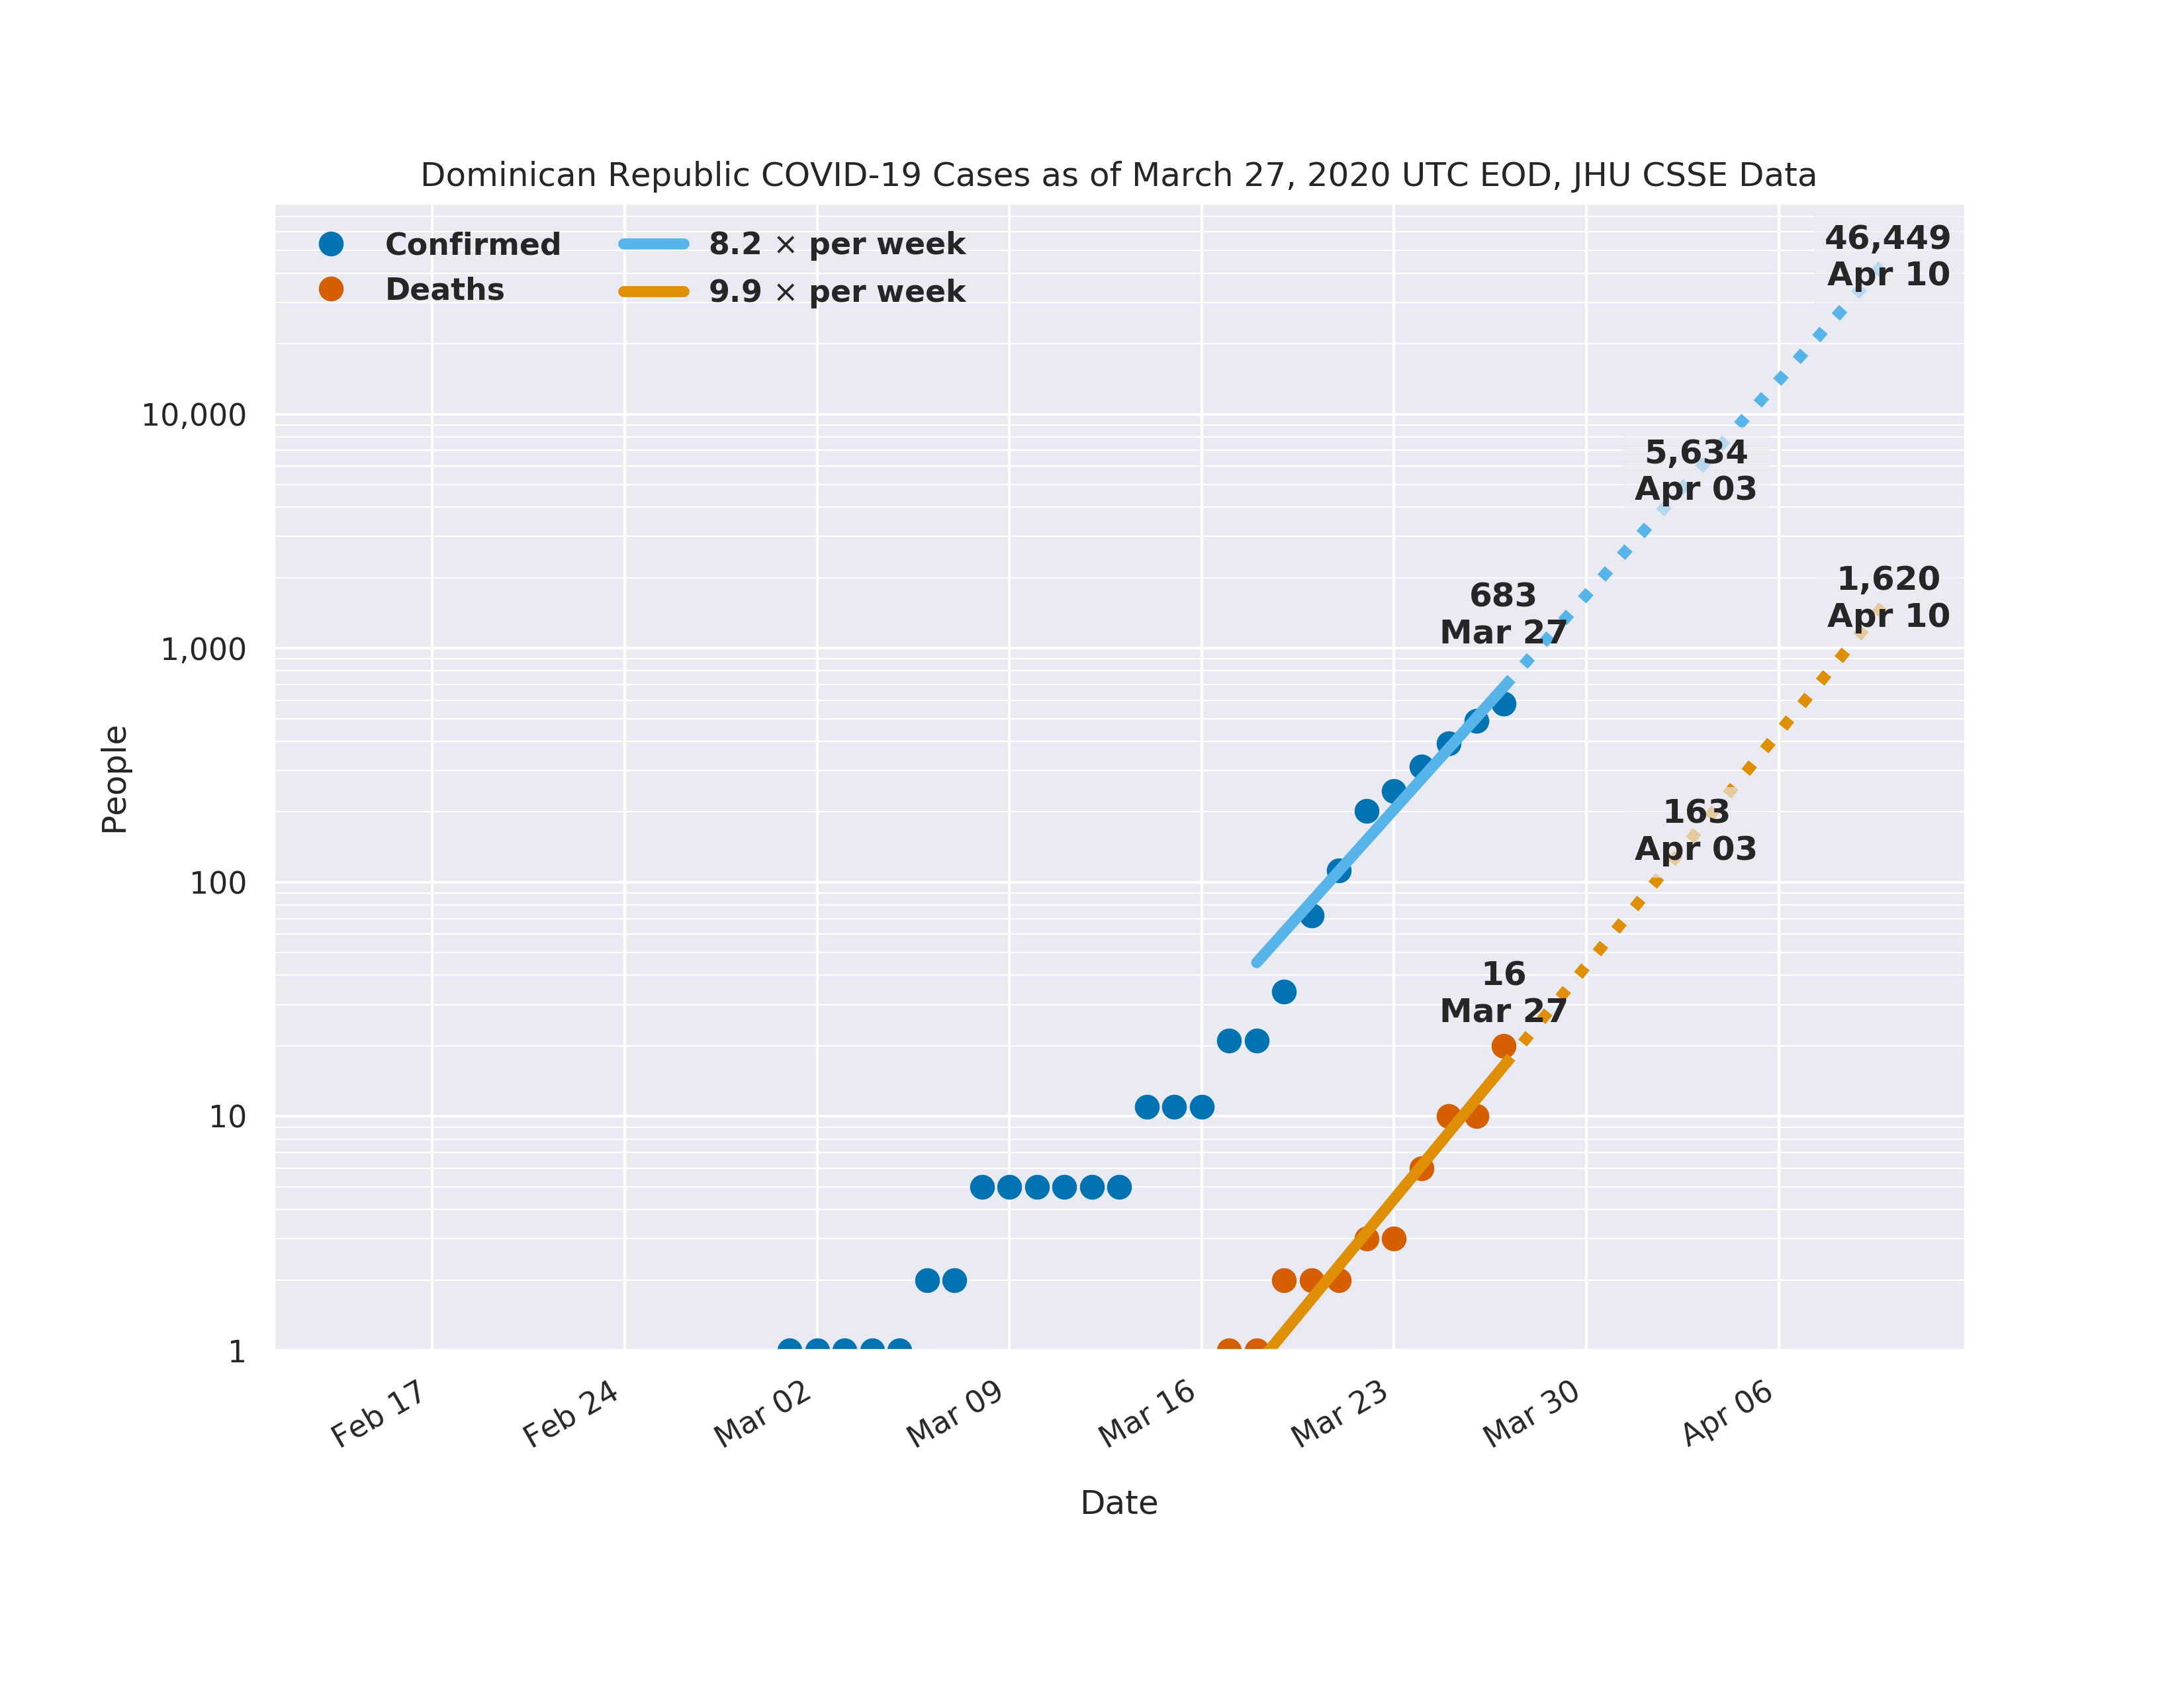 Dominican Republic COVID-19 Cases as of March 27, 2020 UTC EOD, JHU CSSE Data
Confirmed
Deaths
8.2 × per week
9.9 × per week
46,449
Apr 10
5,634
Apr 03
683
Mar 27
1,620
Apr 10
163
Apr 03
16
Mar 27
People
10,000
1,000
100
10
1
Feb 17
Feb 24
Mar 02
Mar 09
Mar 16
Mar 23
Mar 30
Apr 06
Date